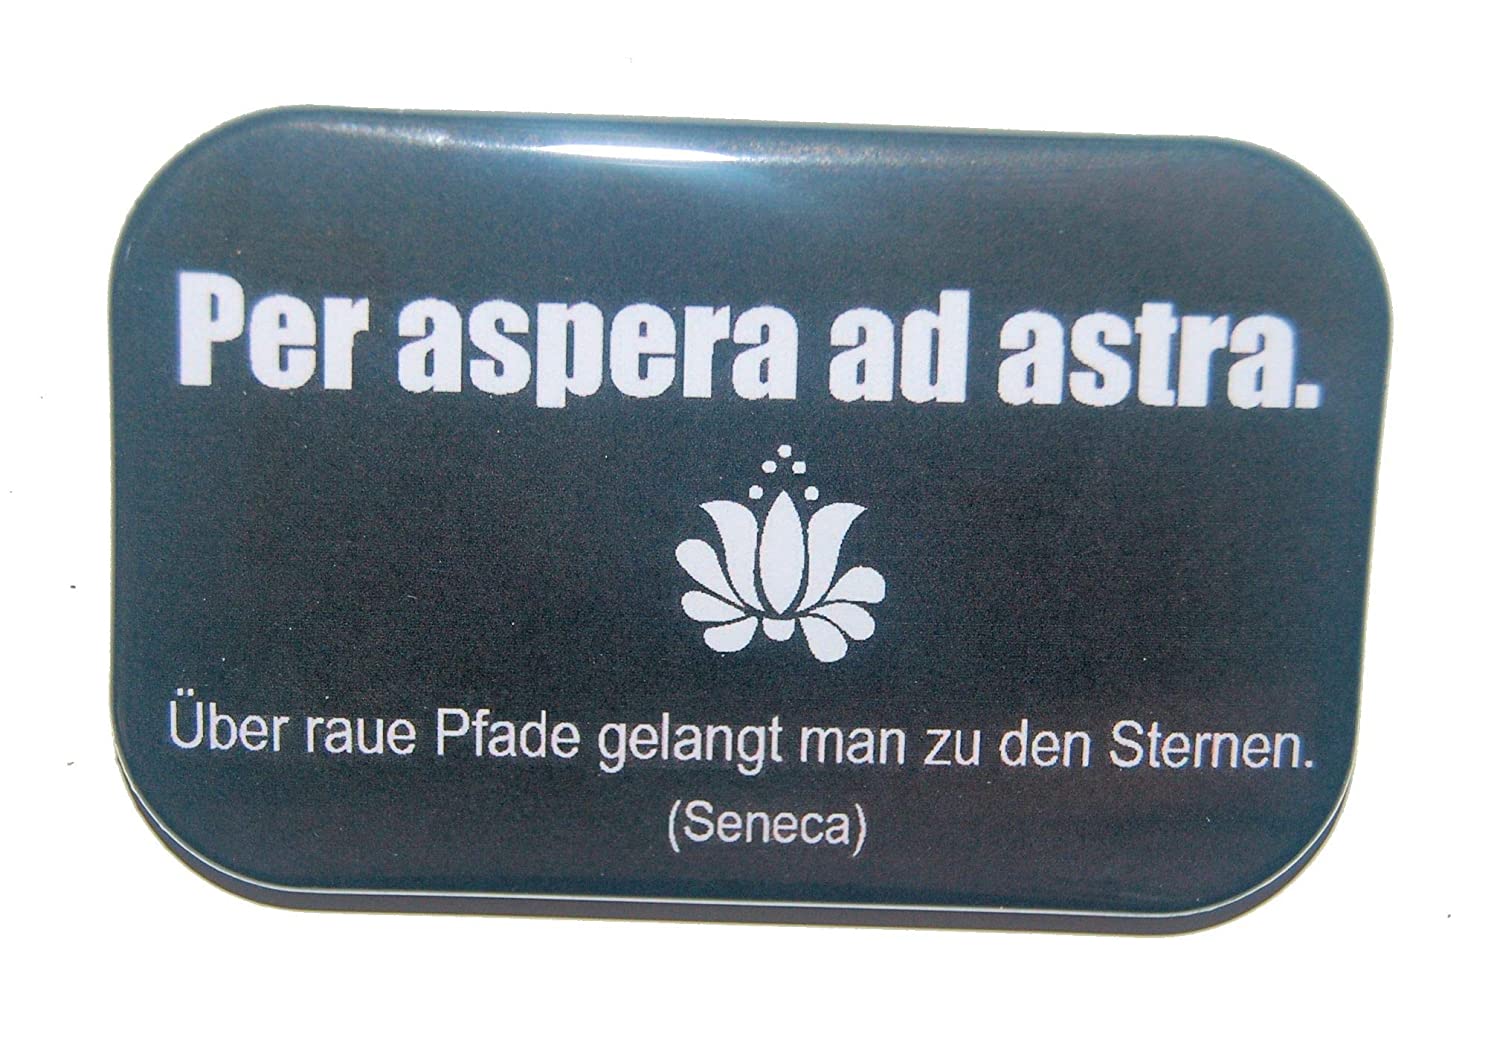 Per aspera ad astra.
Über raue Pfade gelangt man zu den Sternen.
(Seneca)